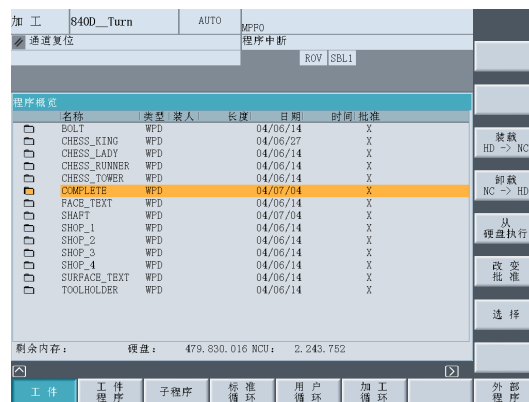 加 工 840D__Turn AUTO MPF0
通道复位 程序中断
ROV SBL1
程序概览
名称 类型 装入 长度 日期 时间 批准
BOLT WPD 04/06/14 X
CHESS_KING WPD 04/06/27 X
CHESS_LADY WPD 04/06/14 X
CHESS_RUNNER WPD 04/06/14 X
CHESS_TOWER WPD 04/06/14 X
COMPLETE WPD 04/07/04 X
FACE_TEXT WPD 04/06/14 X
SHAFT WPD 04/07/04 X
SHOP_1 WPD 04/06/14 X
SHOP_2 WPD 04/06/14 X
SHOP_3 WPD 04/06/14 X
SHOP_4 WPD 04/06/14 X
SURFACE_TEXT WPD 04/06/14 X
TOOLHOLDER WPD 04/06/14 X
剩余内存: 硬盘: 479.830.016 NCU: 2.243.752
装载
HD -> NC
卸载
NC -> HD
从
硬盘执行
改 变
批 准
选 择
工 件
工 件
程 序
子程序
标 准
循 环
用 户
循 环
加 工
循 环
外 部
程 序